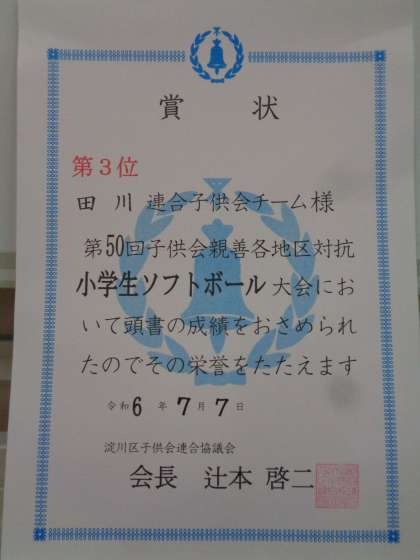 賞状
第3位
田川 連合子供会チーム様
第50回子供会親善各地区対抗
小学生ソフトボール大会にお
いて頭書の成績をおさめられ
たのでその栄誉をたたえます
令和6年7月7日
淀川区子供会連合協議会
会長 辻本 啓二